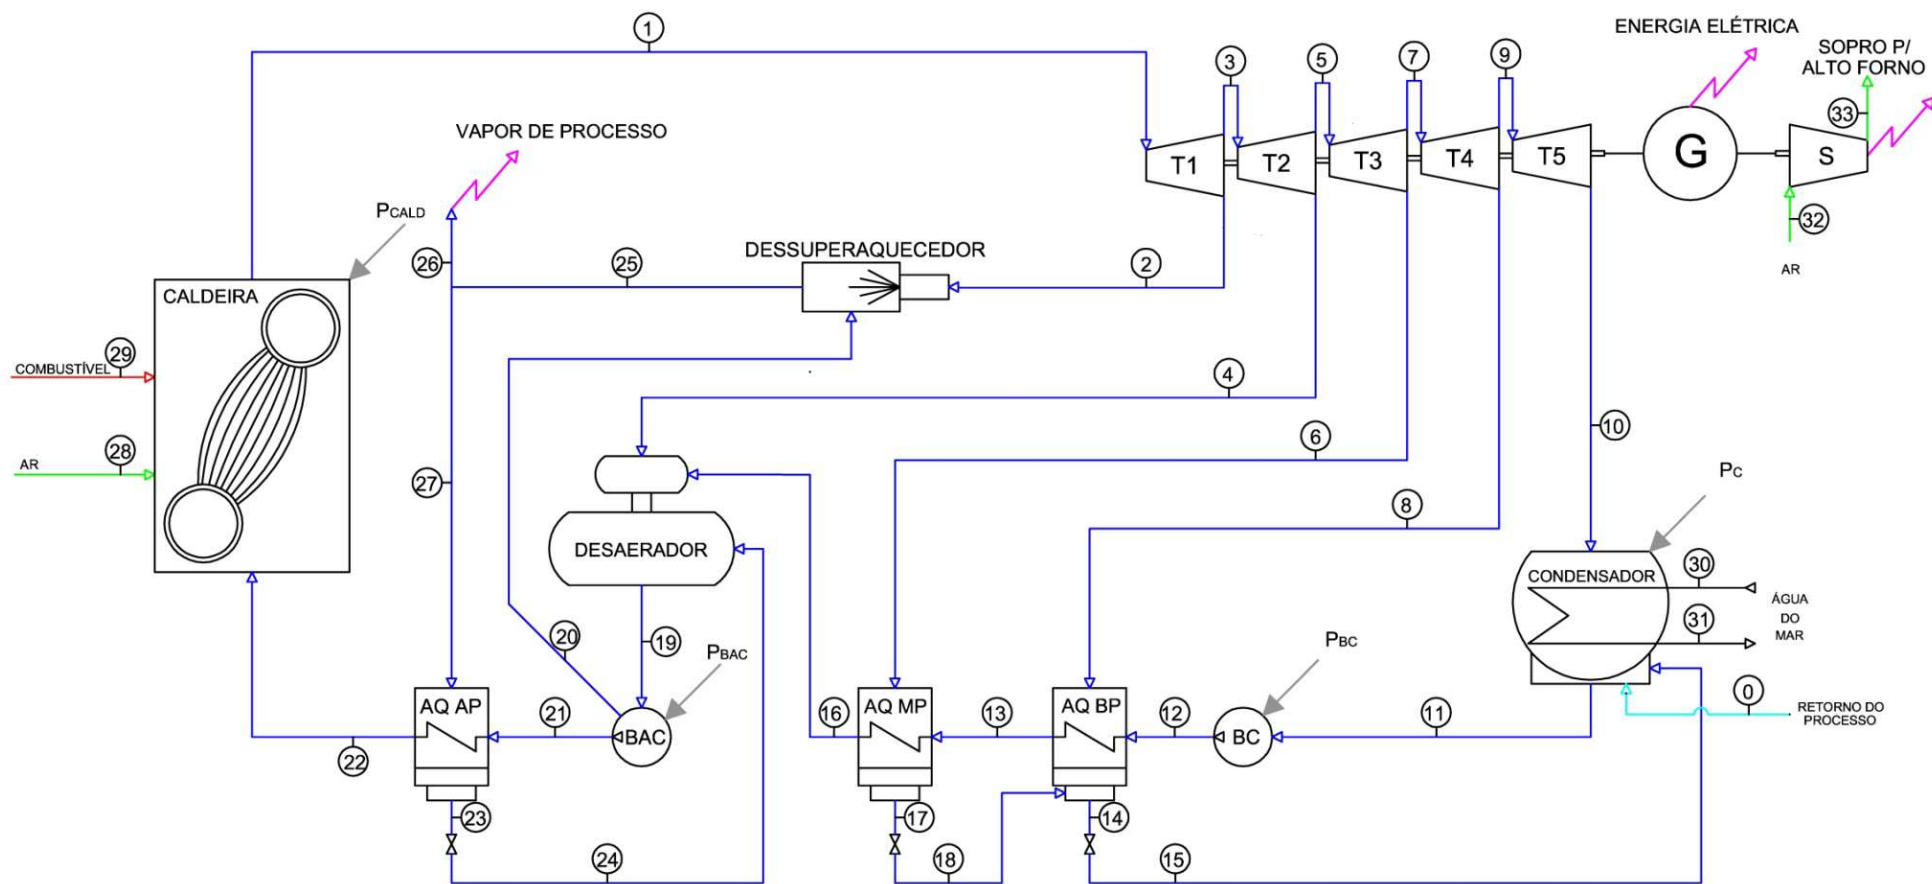 1
3
5
7
9
ENERGIA ELÉTRICA
SOPRO P/
ALTO FORNO
33
VAPOR DE PROCESSO
T1
T2
T3
T4
T5
G
S
PCALD
32
AR
26
25
DESSUPERAQUECEDOR
2
CALDEIRA
29
COMBUSTÍVEL
4
28
AR
6
10
27
8
PC
DESAERADOR
CONDENSADOR
30
ÁGUA
DO
MAR
31
20
19
PBAC
PBC
AQ AP
21
BAC
AQ MP
16
13
AQ BP
12
BC
11
0
RETORNO DO
PROCESSO
22
23
17
14
24
18
15